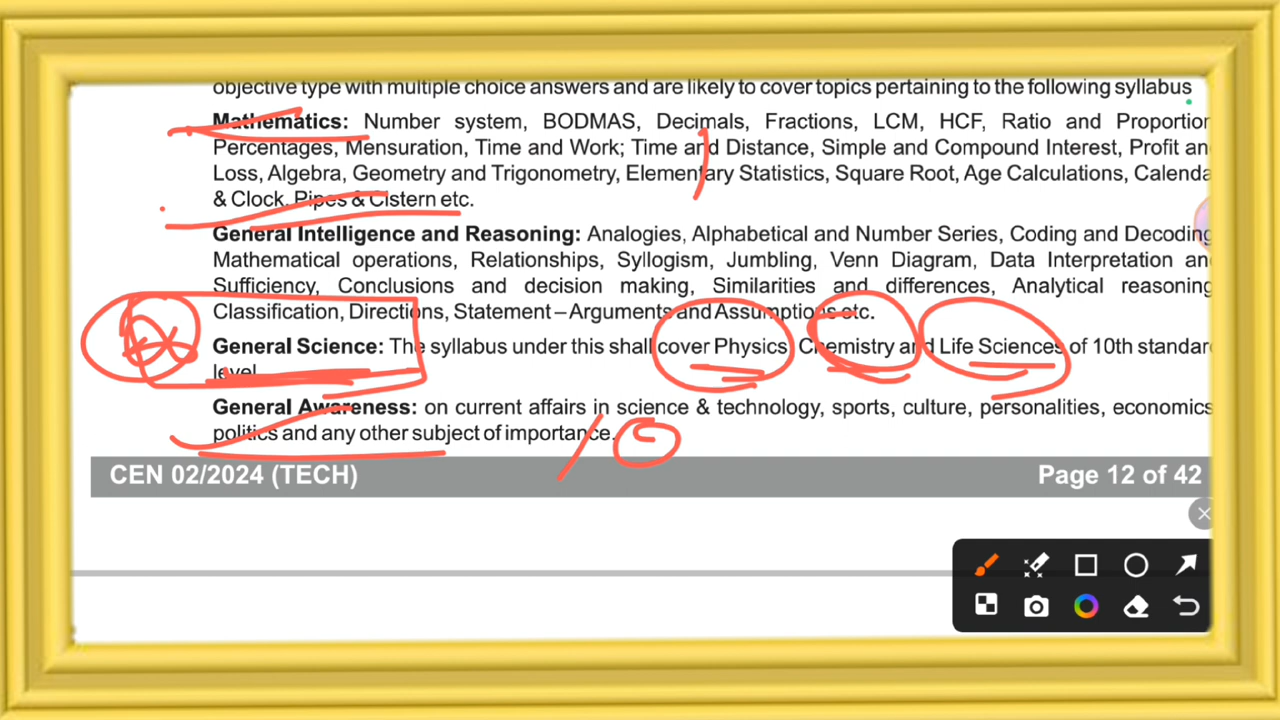 objective type with multiple choice answers and are likely to cover topics pertaining to the following syllabus
Mathematics: Number system, BODMAS, Decimals, Fractions, LCM, HCF, Ratio and Proportion
Percentages, Mensuration, Time and Work; Time and Distance, Simple and Compound Interest, Profit an
Loss, Algebra, Geometry and Trigonometry, Elementary Statistics, Square Root, Age Calculations, Calenda
& Clock, Pipes & Cistern etc.
General Intelligence and Reasoning: Analogies, Alphabetical and Number Series, Coding and Decoding
Mathematical operations, Relationships, Syllogism, Jumbling, Venn Diagram, Data Interpretation an
Sufficiency, Conclusions and decision making, Similarities and differences, Analytical reasoning
Classification, Directions, Statement – Arguments and Assumptions etc.
General Science: The syllabus under this shall cover Physics, Chemistry and Life Sciences of 10th standar
level
General Awareness: on current affairs in science & technology, sports, culture, personalities, economics
politics and any other subject of importance.
CEN 02/2024 (TECH) Page 12 of 42